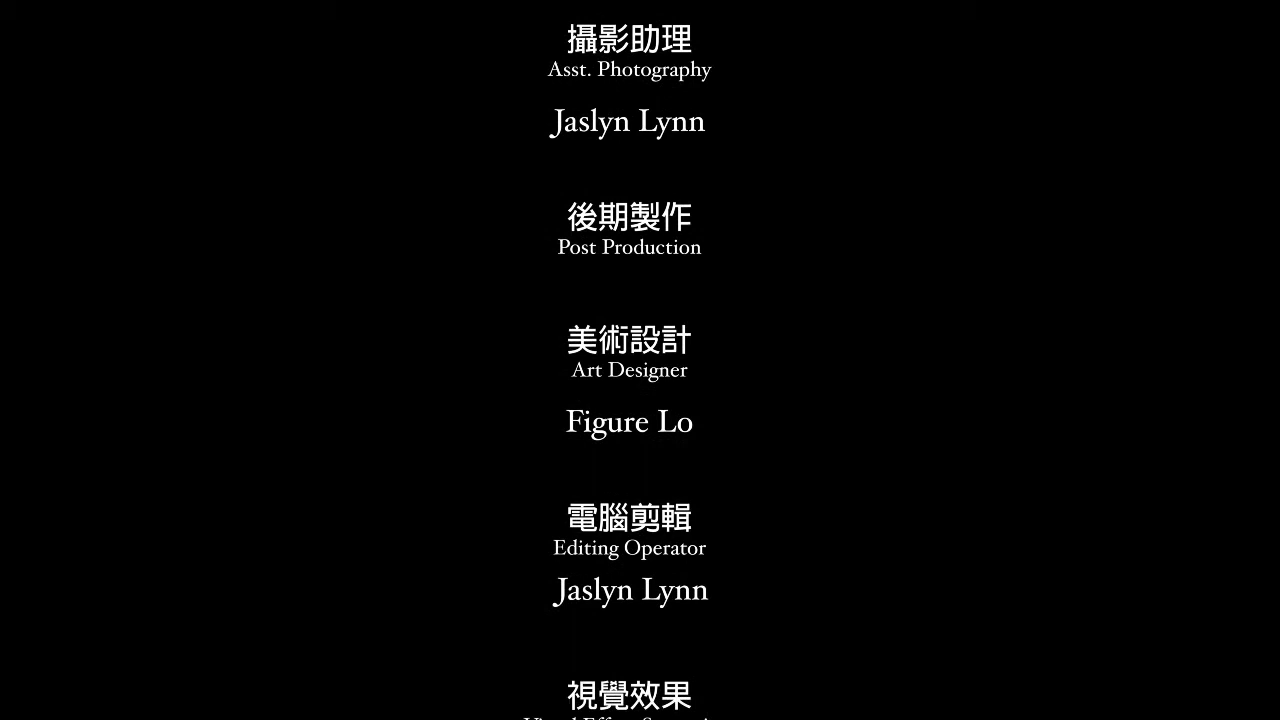 攝影助理
Asst. Photography
Jaslyn Lynn
後期製作
Post Production
美術設計
Art Designer
Figure Lo
電腦剪輯
Editing Operator
Jaslyn Lynn
視覺效果